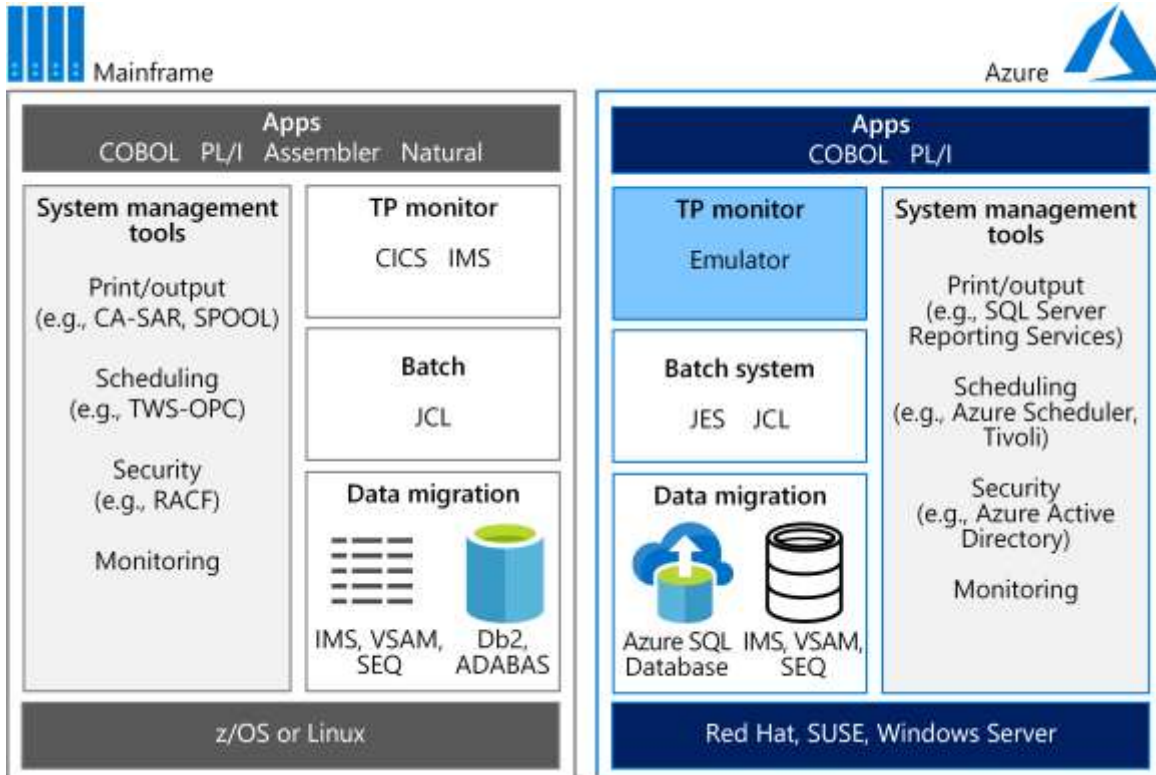 Mainframe
Apps
COBOL PL/I Assembler Natural
System management
tools
Print/output
(e.g., CA-SAR, SPOOL)
Scheduling
(e.g., TWS-OPC)
Security
(e.g., RACF)
Monitoring
TP monitor
CICS IMS
Batch
JCL
Data migration
IMS, VSAM,
SEQ
Db2,
ADABAS
z/OS or Linux
Azure
Apps
COBOL PL/I
TP monitor
Emulator
Batch system
JES JCL
Data migration
Azure SQL
Database
IMS, VSAM,
SEQ
System management
tools
Print/output
(e.g., SQL Server
Reporting Services)
Scheduling
(e.g., Azure Scheduler,
Tivoli)
Security
(e.g., Azure Active
Directory)
Monitoring
Red Hat, SUSE, Windows Server